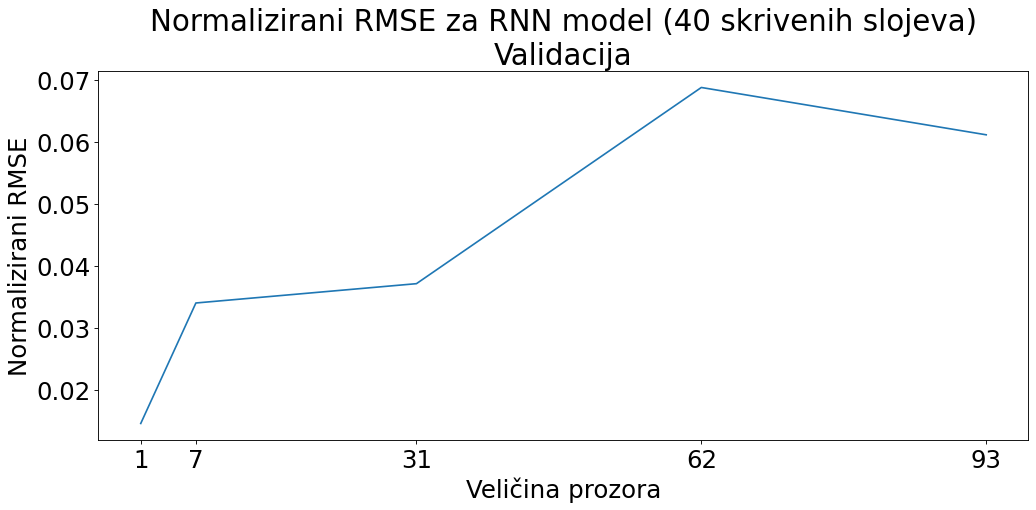 Normalizirani RMSE za RNN model (40 skrivenih slojeva)
Validacija
Normalizirani RMSE
0.07
0.06
0.05
0.04
0.03
0.02
1 7 31 62 93
Veličina prozora